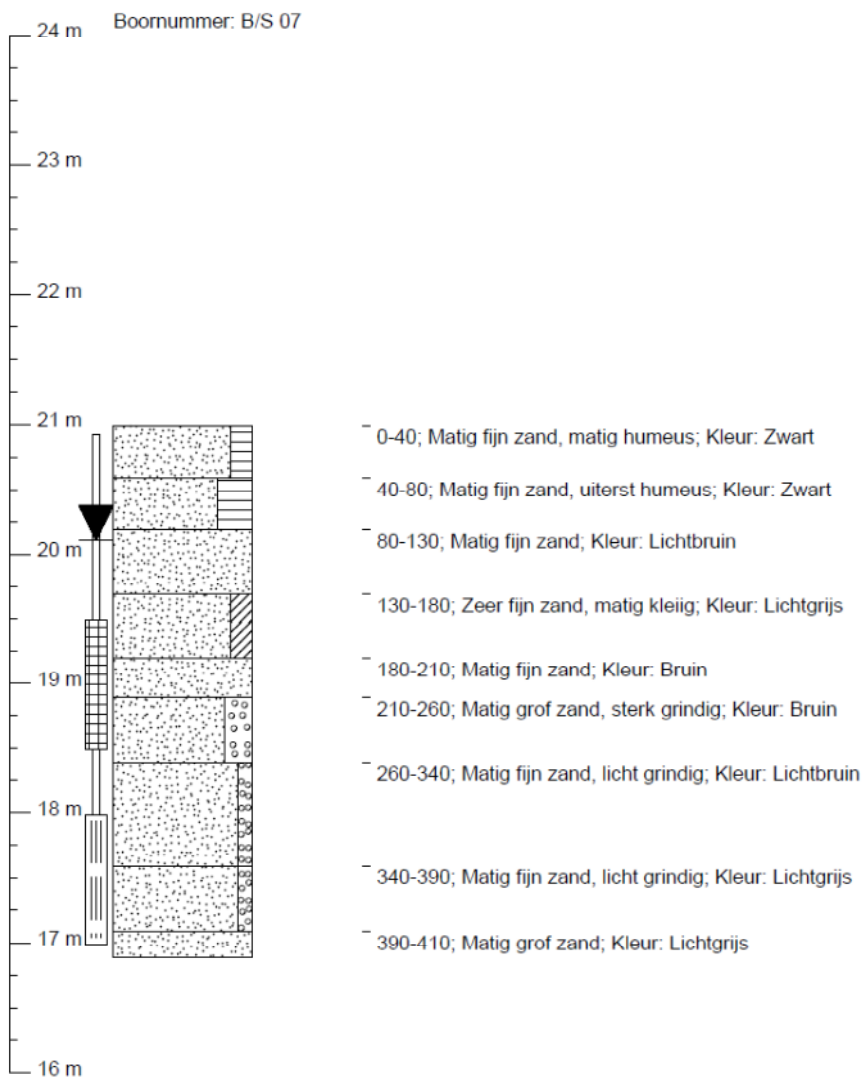 Boornummer: B/S 07
24 m
23 m
22 m
21 m
0-40; Matig fijn zand, matig humeus; Kleur: Zwart
40-80; Matig fijn zand, uiterst humeus; Kleur: Zwart
80-130; Matig fijn zand; Kleur: Lichtbruin
20 m
130-180; Zeer fijn zand, matig kleiig; Kleur: Lichtgrijs
180-210; Matig fijn zand; Kleur: Bruin
19 m
210-260; Matig grof zand, sterk grindig; Kleur: Bruin
260-340; Matig fijn zand, licht grindig; Kleur: Lichtbruin
18 m
340-390; Matig fijn zand, licht grindig; Kleur: Lichtgrijs
17 m
390-410; Matig grof zand; Kleur: Lichtgrijs
16 m